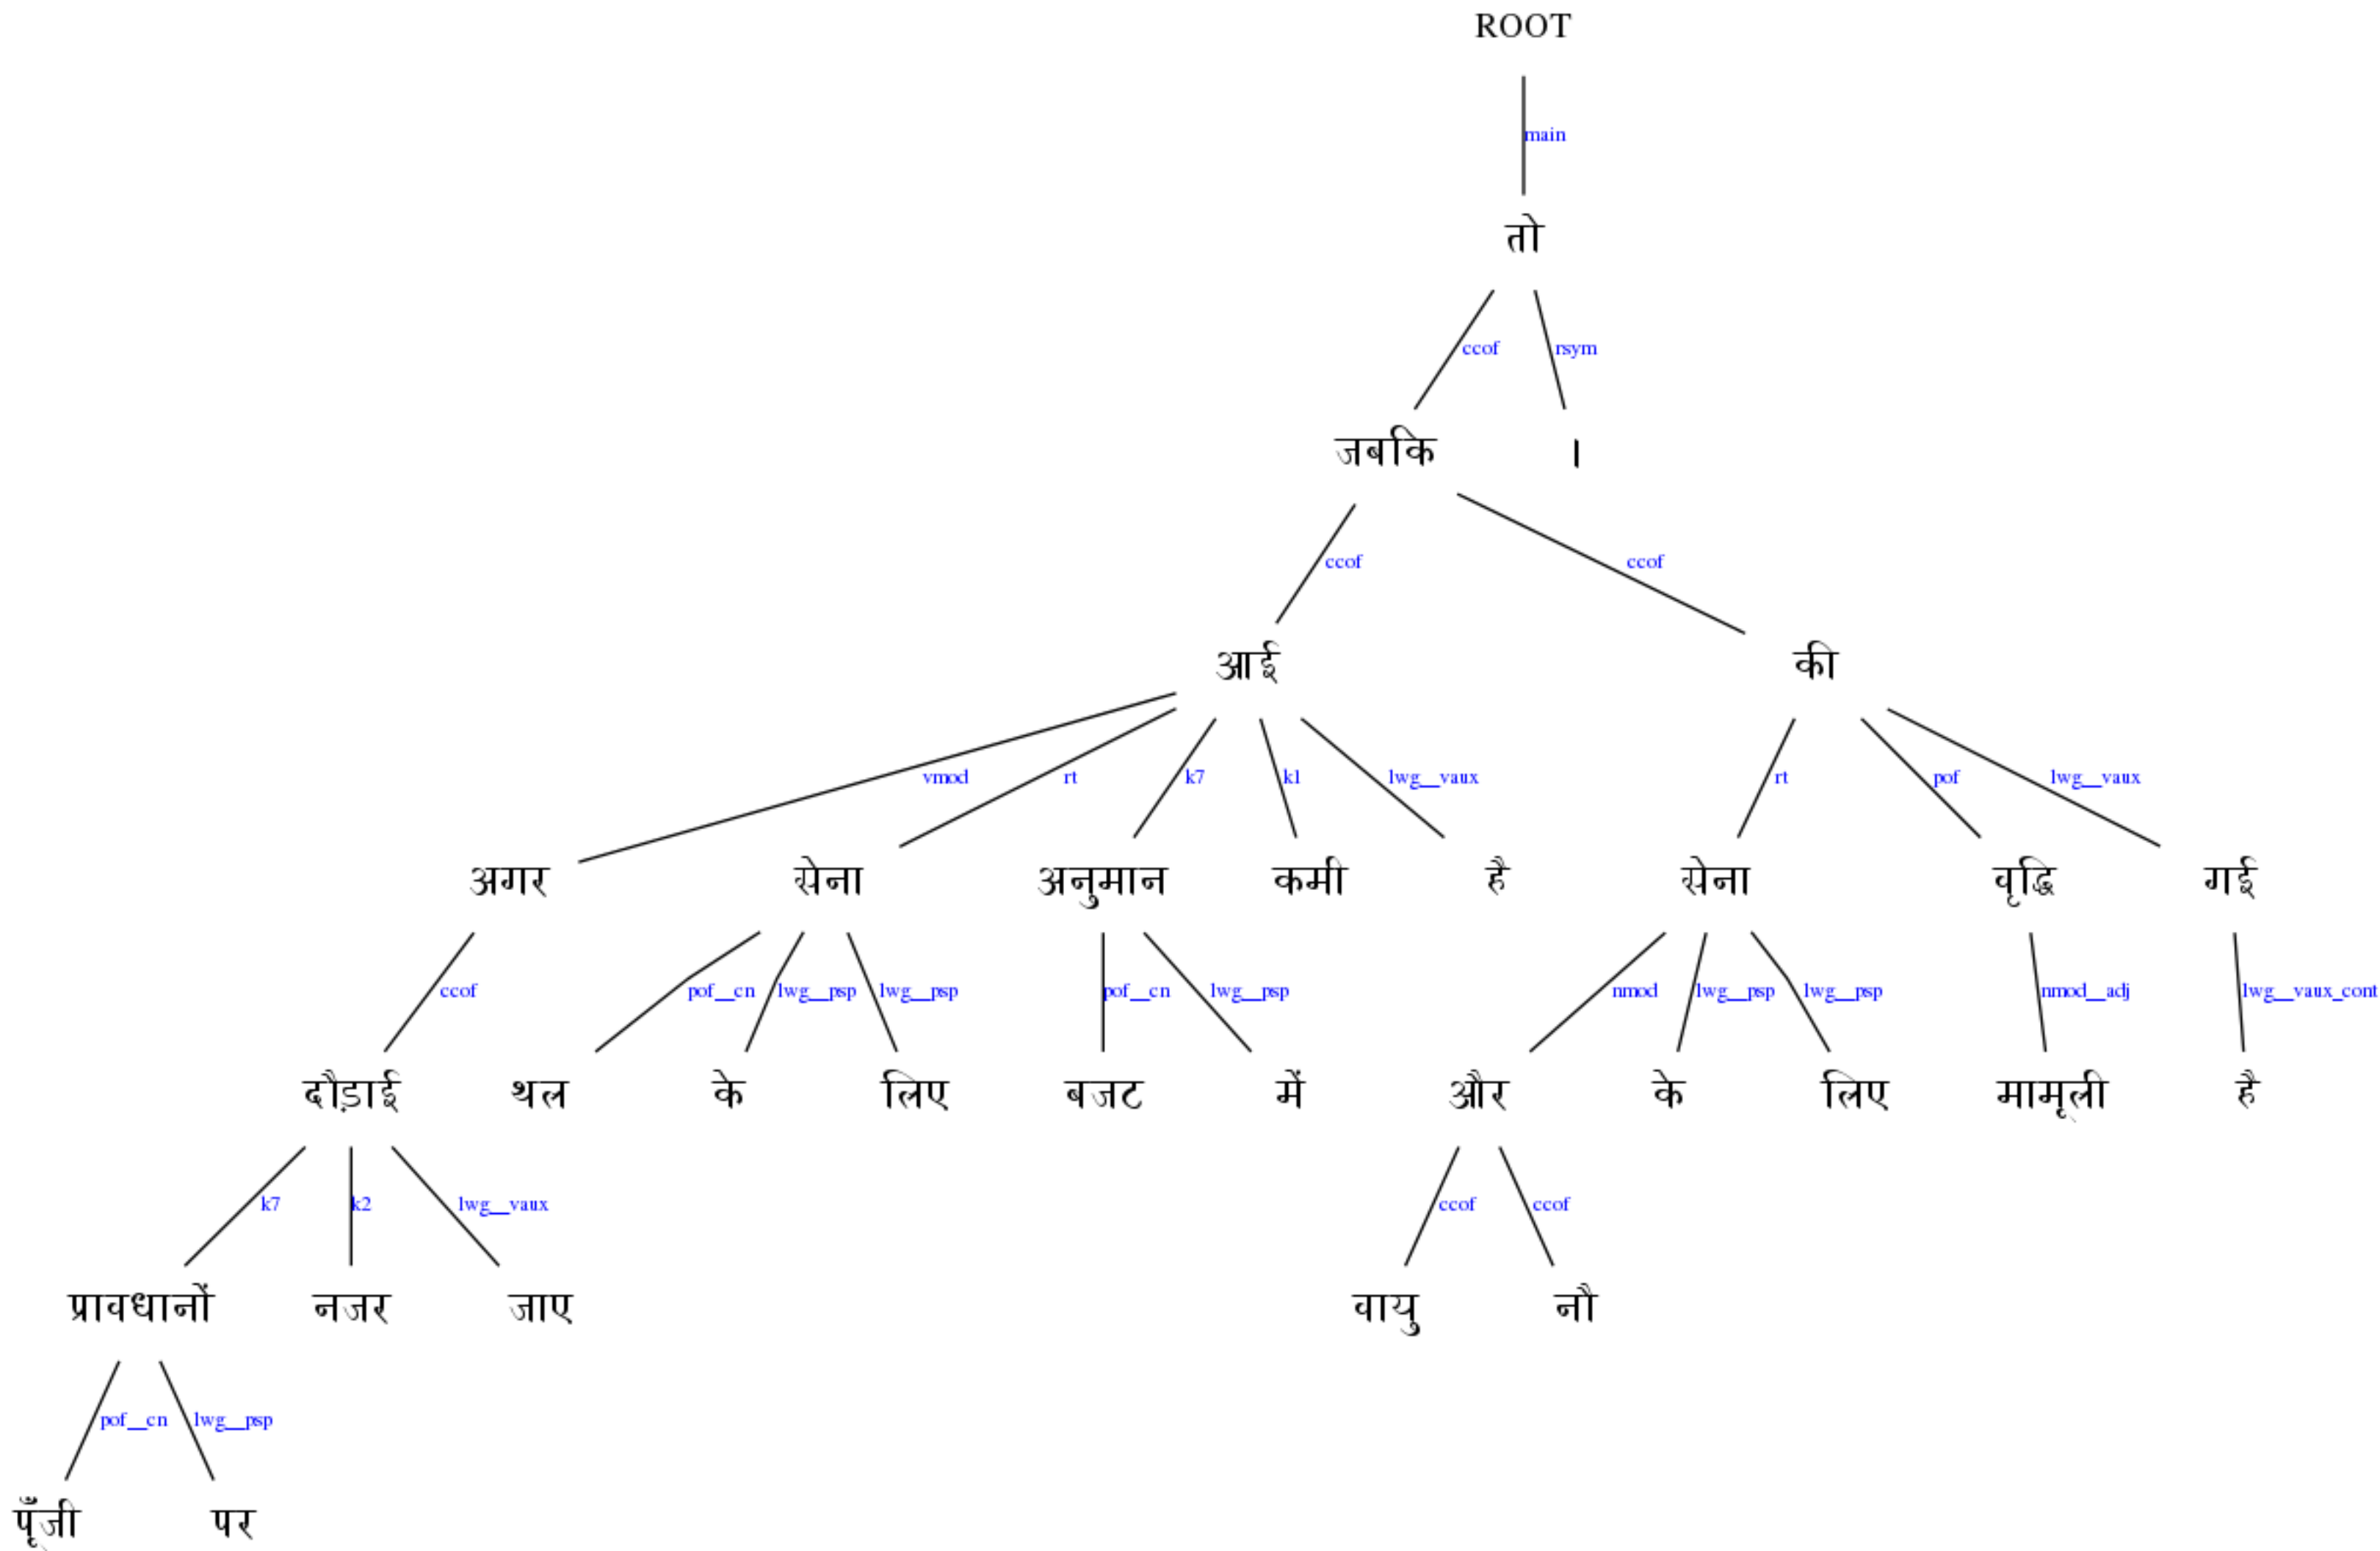 ROOT
main
तो
ccof rsym
जबकि ।
ccof ccof
आई की
vmod rt k7 k1 lwg__vaux rt pof lwg__vaux
अगर सेना अनुमान कमी है सेना वृद्धि गई
ccof pof__cn lwg__psp lwg__psp pof__cn lwg__psp nmod lwg__psp lwg__psp nmod__adj lwg__vaux_cont
दौड़ाई थल के लिए बजट में और के लिए मामूली है
k7 k2 lwg__vaux ccof ccof
प्रावधानों नजर जाए वायु नौ
pof__cn lwg__psp
पूँजी पर